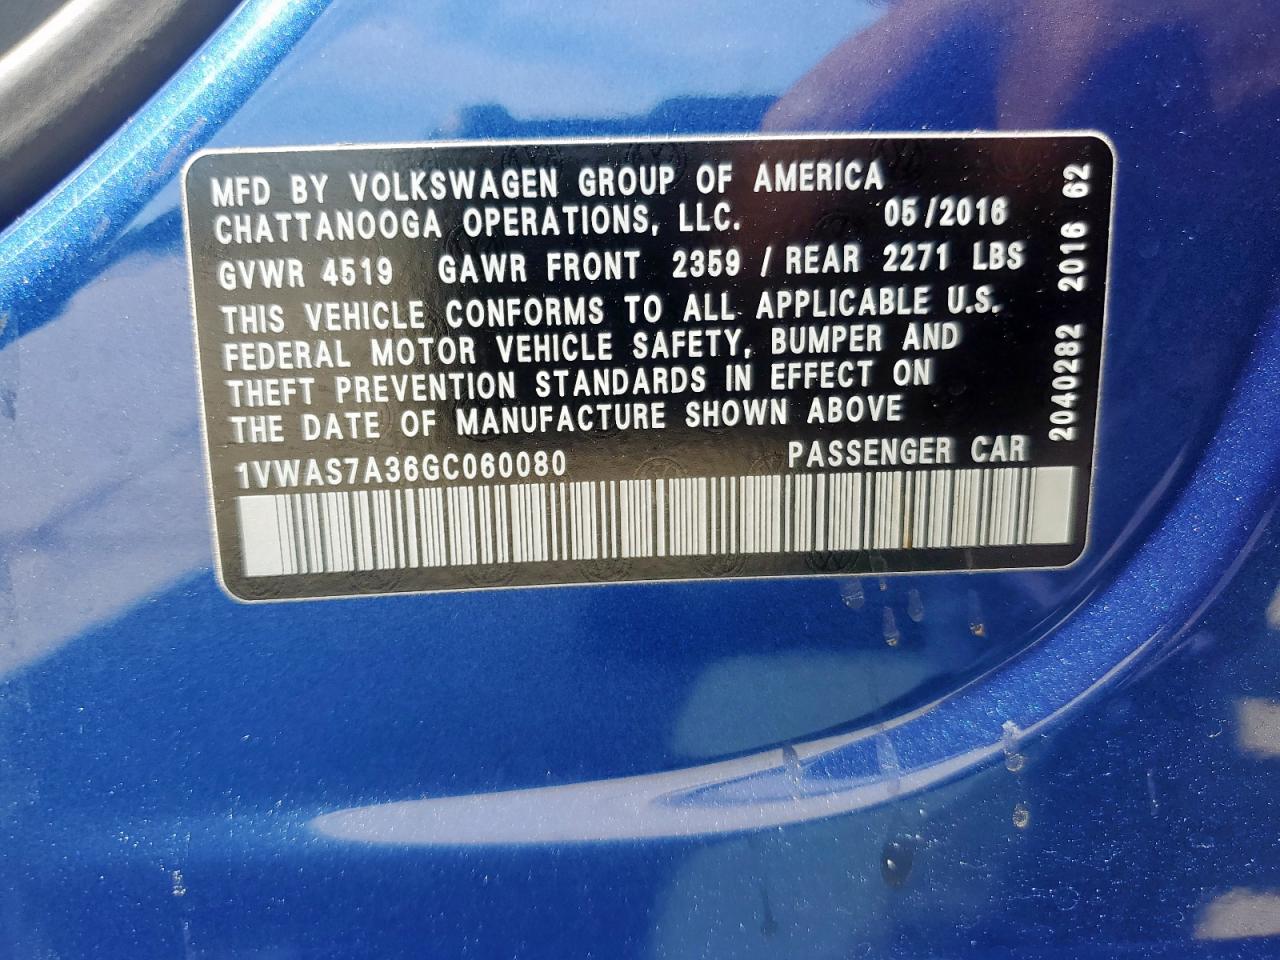 MFD BY VOLKSWAGEN GROUP OF AMERICA
CHATTANOOGA OPERATIONS, LLC. 05/2016
GVWR 4519 GAWR FRONT 2359 / REAR 2271 LBS
THIS VEHICLE CONFORMS TO ALL APPLICABLE U.S.
FEDERAL MOTOR VEHICLE SAFETY, BUMPER AND
THEFT PREVENTION STANDARDS IN EFFECT ON
THE DATE OF MANUFACTURE SHOWN ABOVE
1VWAS7A36GC060080 PASSENGER CAR
2040282 2016 62